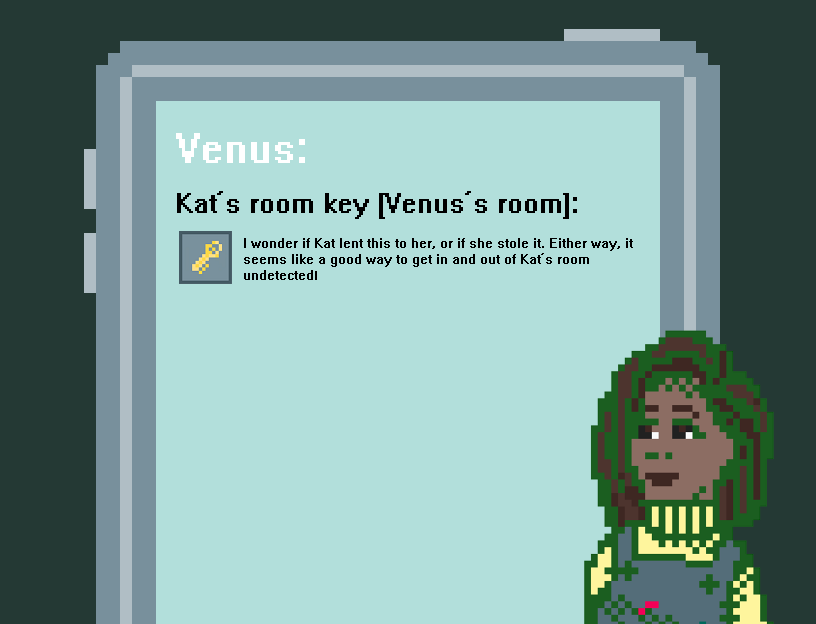 Venus:
Kat's room key [Venus's room]:
I wonder if Kat lent this to her, or if she stole it. Either way, it
seems like a good way to get in and out of Kat's room
undetected!